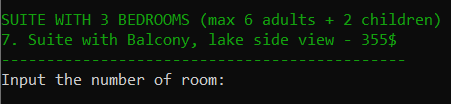 SUITE WITH 3 BEDROOMS (max 6 adults + 2 children)
7. Suite with Balcony, lake side view - 355$
---------------------------------------------
Input the number of room: